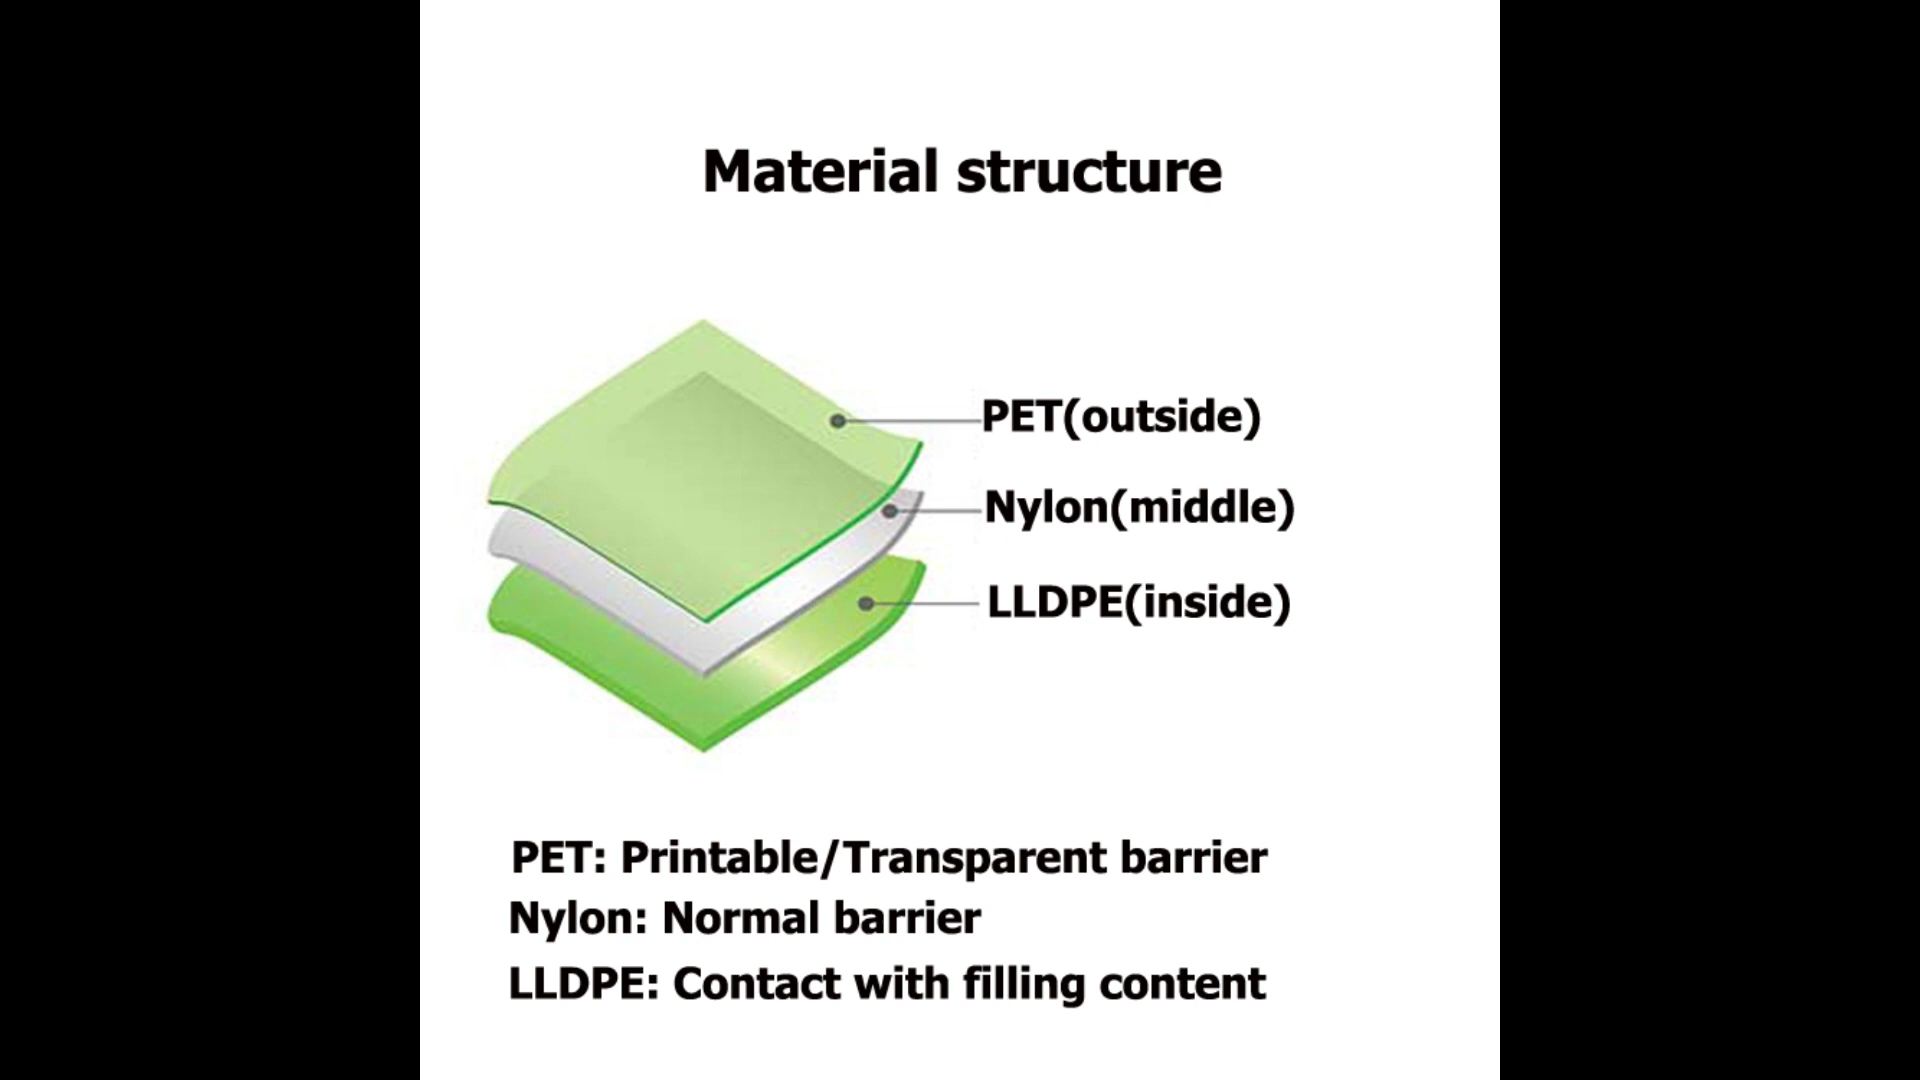 Material structure
PET(outside)
Nylon(middle)
LLDPE(inside)
PET: Printable/Transparent barrier
Nylon: Normal barrier
LLDPE: Contact with filling content